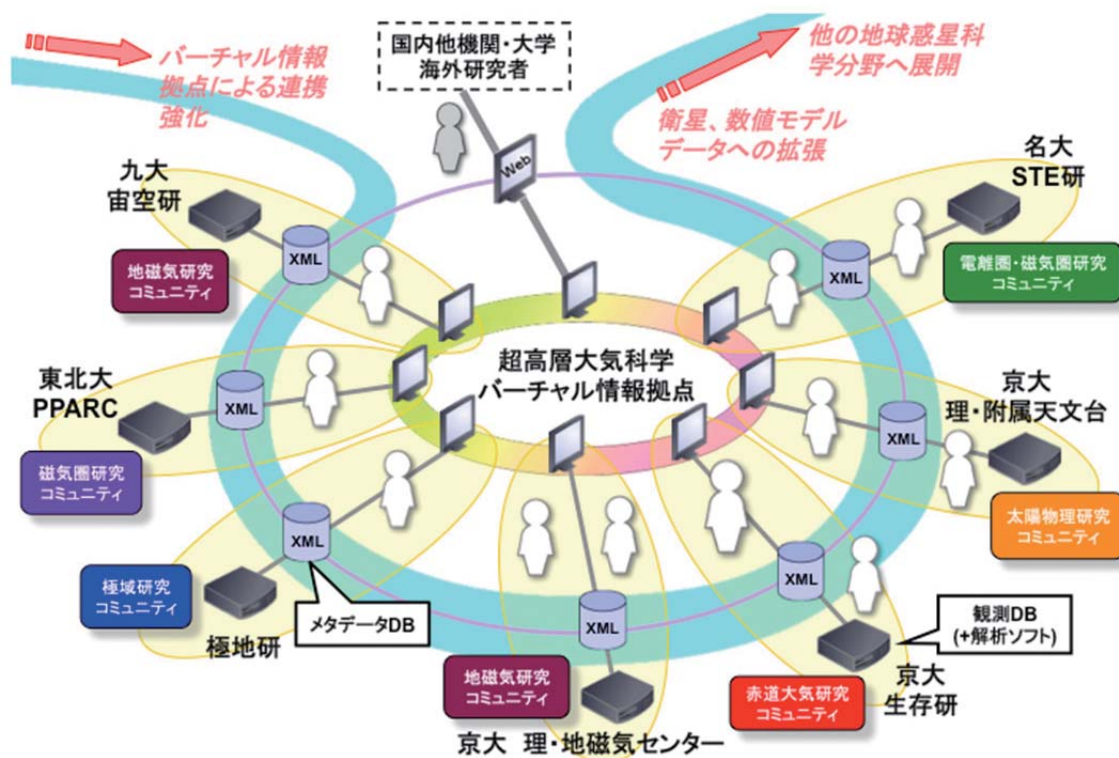 バーチャル情報
拠点による連携
強化
国内他機関・大学
海外研究者
他の地球惑星科
学分野へ展開
衛星、数値モデル
データへの拡張
Web
九大
宙空研
XML
地磁気研究
コミュニティ
名大
STE研
XML
電離圏・磁気圏研究
コミュニティ
超高層大気科学
バーチャル情報拠点
東北大
PPARC
XML
磁気圏研究
コミュニティ
京大
理・附属天文台
XML
太陽物理研究
コミュニティ
XML
極域研究
コミュニティ
極地研
メタデータDB
XML
地磁気研究
コミュニティ
京大 理・地磁気センター
XML
観測DB
(+解析ソフト)
赤道大気研究
コミュニティ
京大
生存研